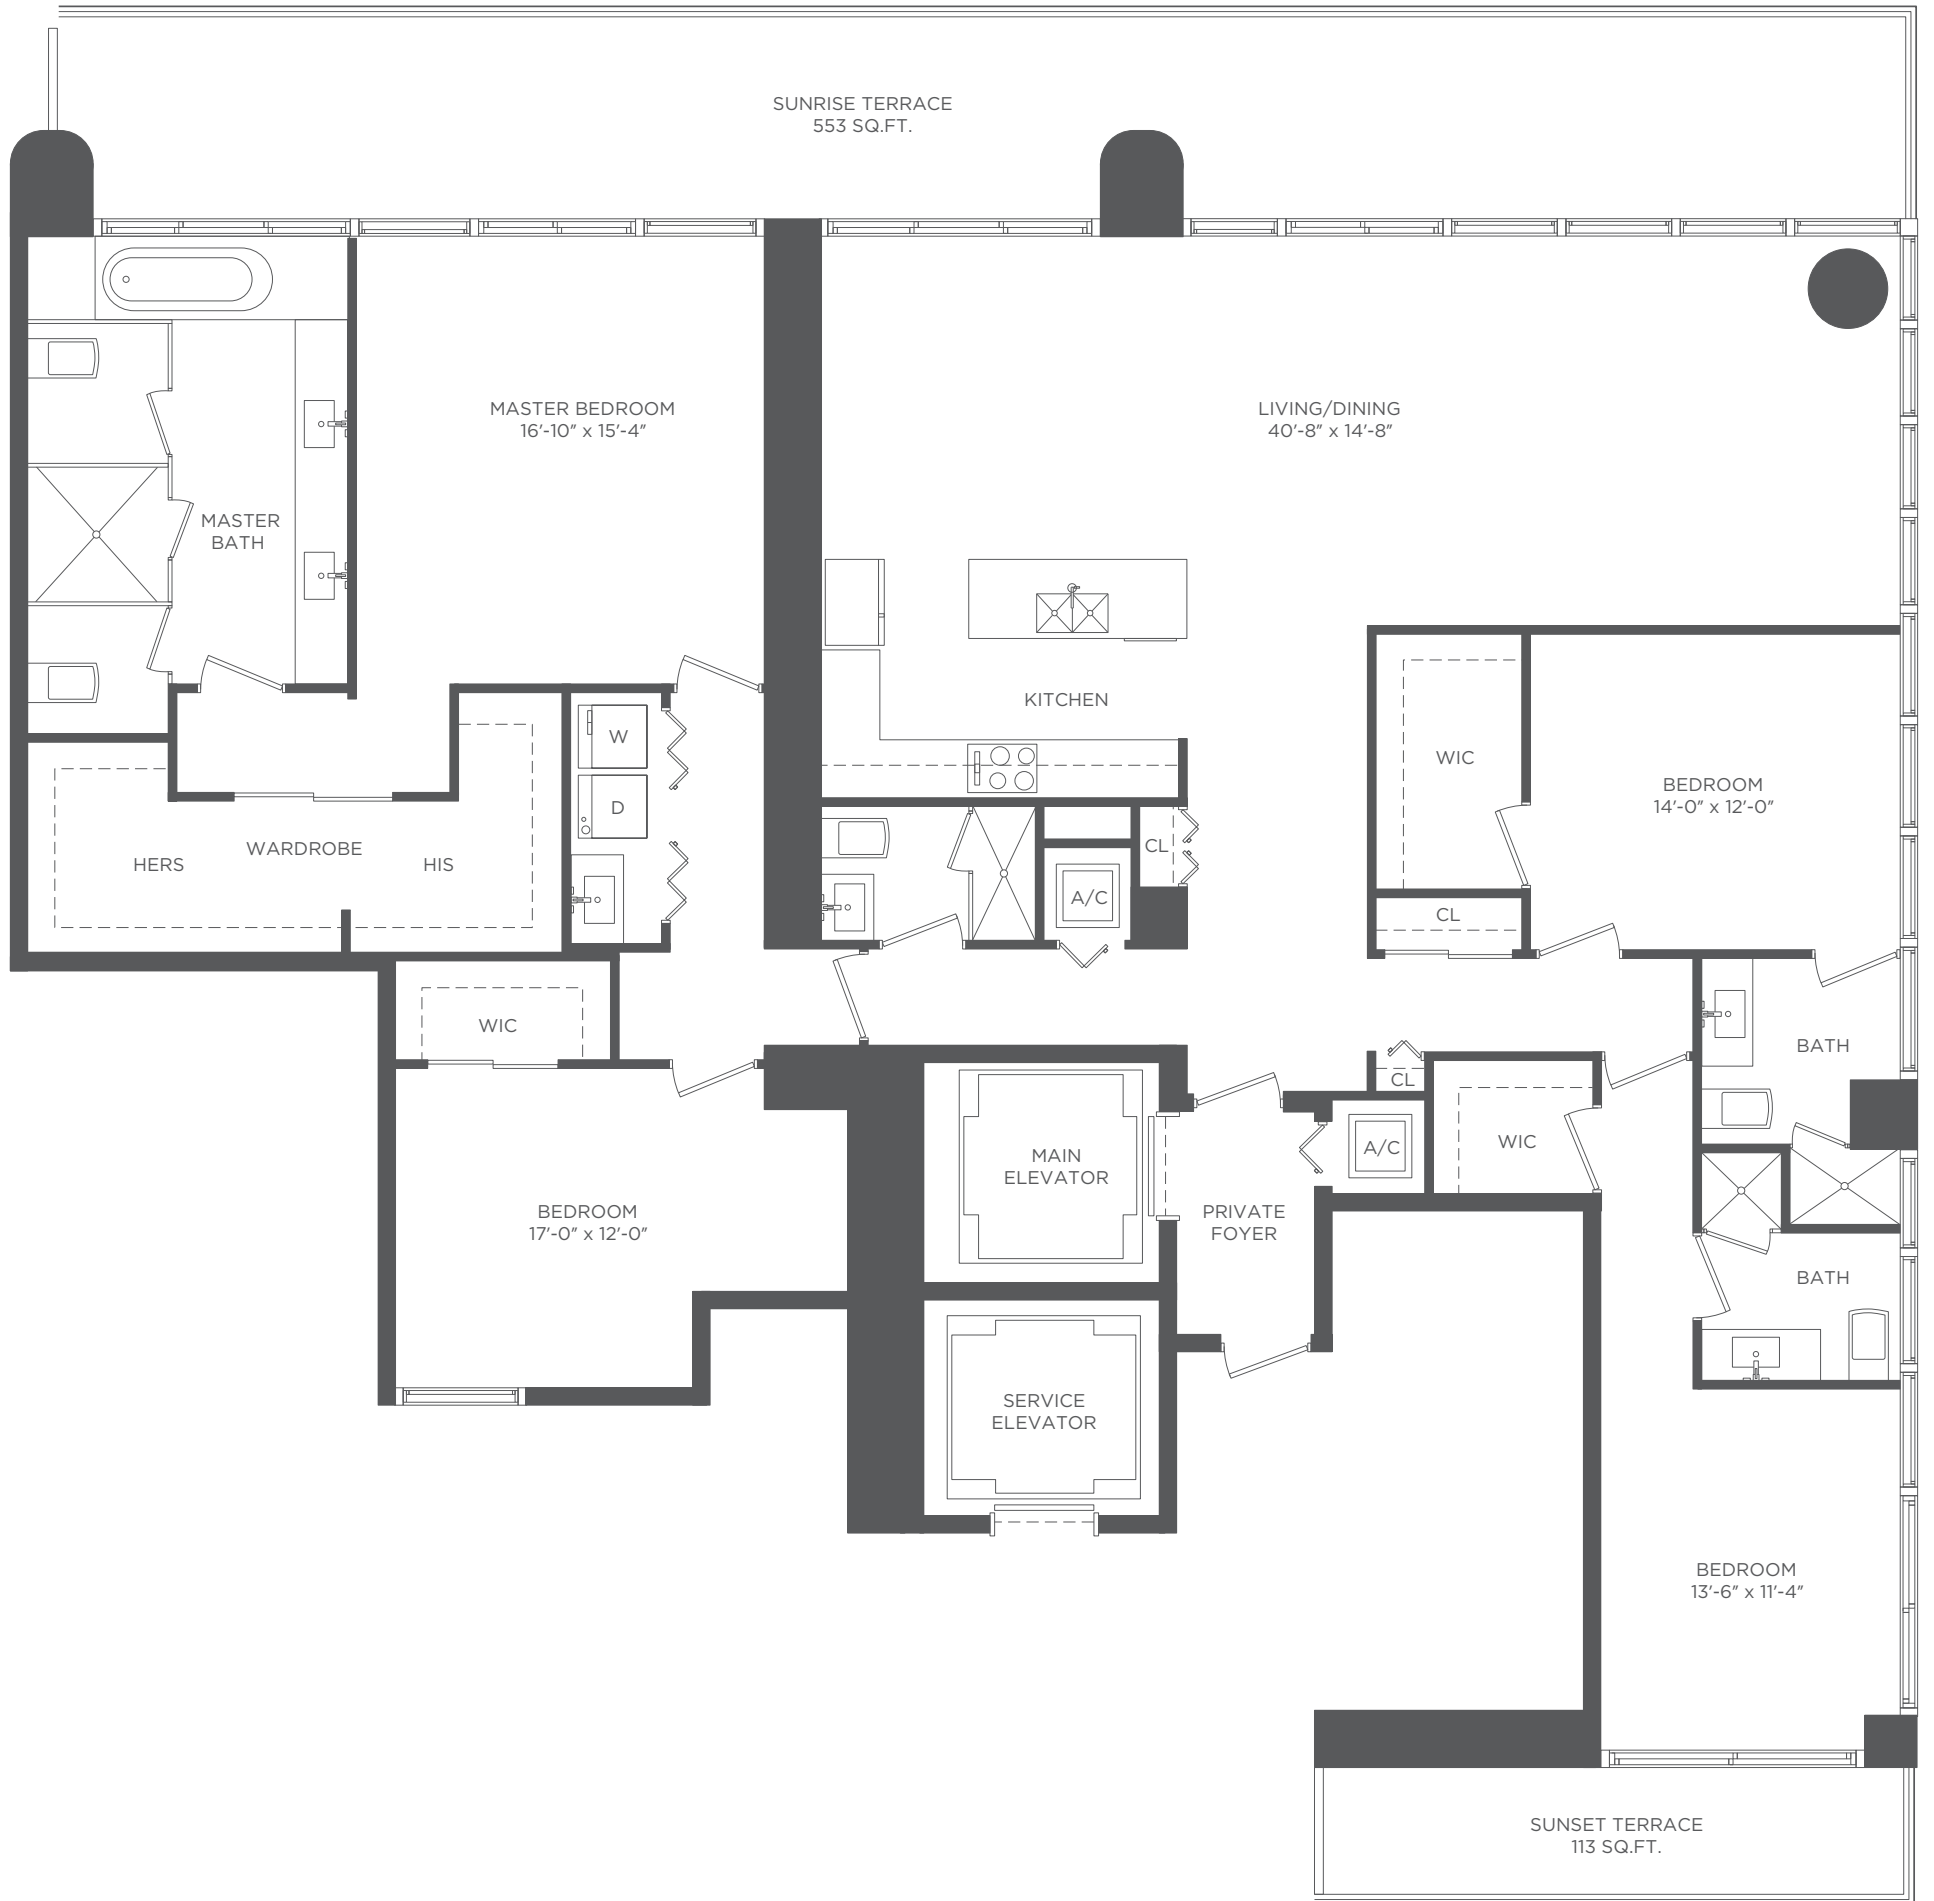 SUNRISE TERRACE
553 SQ.FT.
MASTER BEDROOM
16'-10" x 15'-4"
LIVING/DINING
40'-8" x 14'-8"
MASTER
BATH
KITCHEN
W
D
WIC
BEDROOM
14'-0" x 12'-0"
HERS
WARDROBE
HIS
CL
A/C
CL
WIC
BATH
CL
MAIN
ELEVATOR
A/C
WIC
BEDROOM
17'-0" x 12'-0"
PRIVATE
FOYER
BATH
SERVICE
ELEVATOR
BEDROOM
13'-6" x 11'-4"
SUNSET TERRACE
113 SQ.FT.